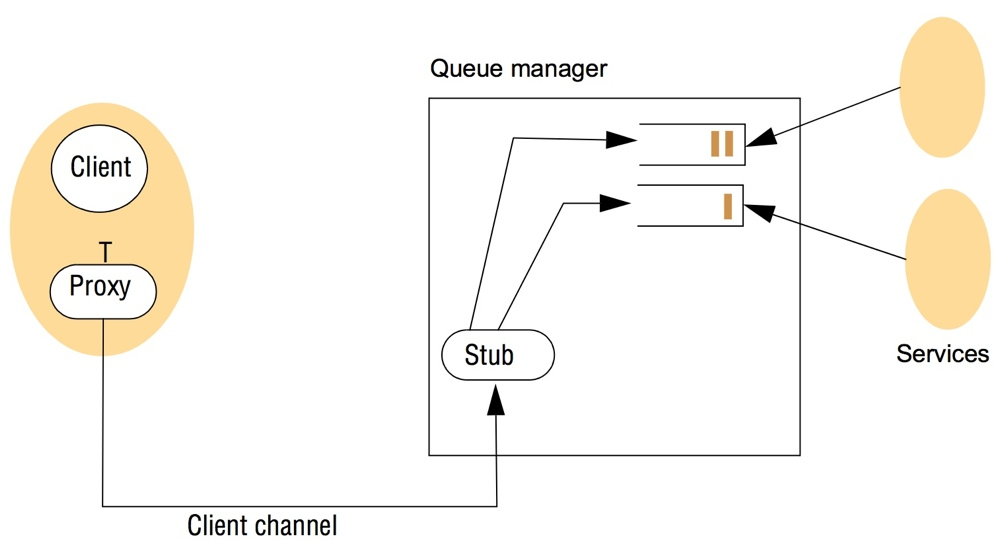 Queue manager
Client
T
Proxy
Stub
Services
Client channel